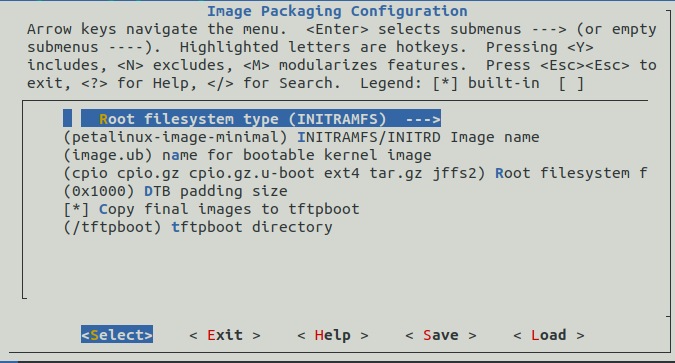 Image Packaging Configuration
Arrow keys navigate the menu.  <Enter> selects submenus ---> (or empty
submenus ----).  Highlighted letters are hotkeys.  Pressing <Y>
includes, <N> excludes, <M> modularizes features.  Press <Esc><Esc> to
exit, <?> for Help, </> for Search.  Legend: [*] built-in  [ ]
Root filesystem type (INITRAMFS)  --->
(petalinux-image-minimal) INITRAMFS/INITRD Image name
(image.ub) name for bootable kernel image
(cpio cpio.gz cpio.gz.u-boot ext4 tar.gz jffs2) Root filesystem f
(0x1000) DTB padding size
[*] Copy final images to tftpboot
(/tftpboot) tftpboot directory
<Select>    < Exit >    < Help >    < Save >    < Load >